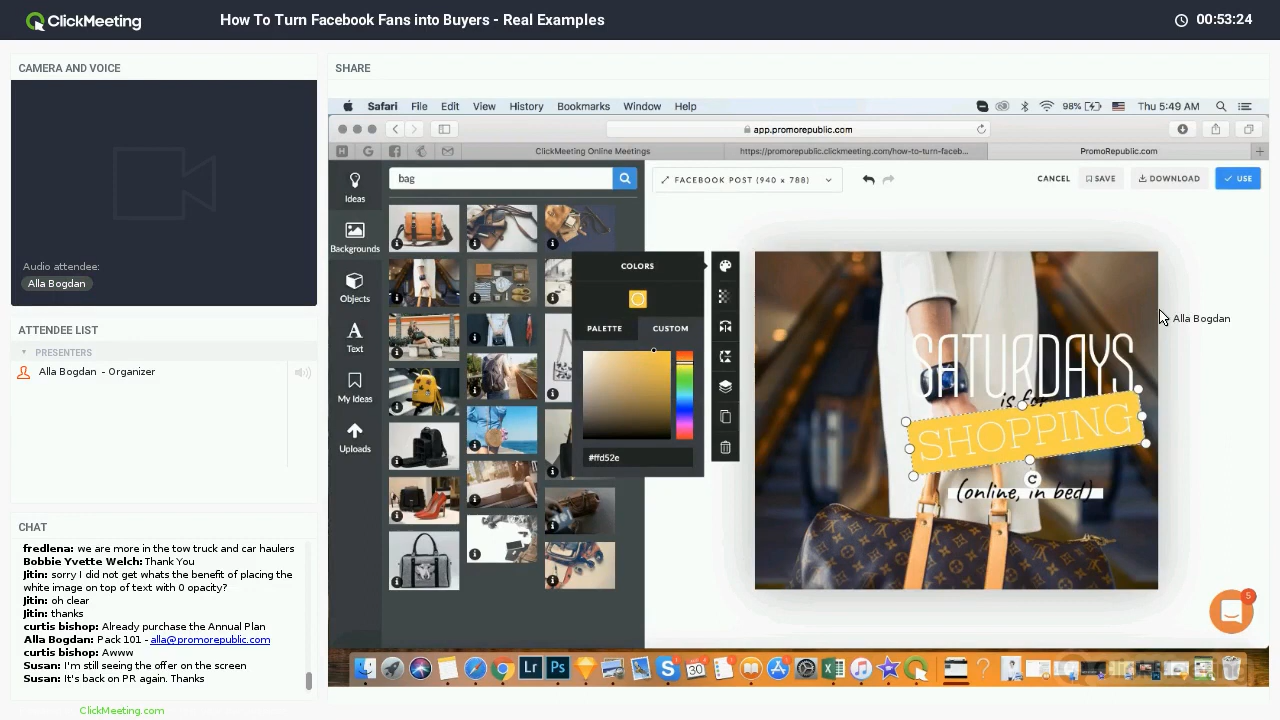 ClickMeeting
How To Turn Facebook Fans into Buyers - Real Examples
00:53:24
CAMERA AND VOICE
Audio attendee:
Alla Bogdan
ATTENDEE LIST
PRESENTERS
Alla Bogdan - Organizer
CHAT
fredlena: we are more in the tow truck and car haulers
Bobbie Yvette Welch: Thank You
Jitin: sorry I did not get whats the benefit of placing the
white image on top of text with 0 opacity?
Jitin: oh clear
Jitin: thanks
curtis bishop: Already purchase the Annual Plan
Alla Bogdan: Pack 101 - alla@promorepublic.com
curtis bishop: Awww
Susan: I'm still seeing the offer on the screen
Susan: It's back on PR again. Thanks
ClickMeeting.com
SHARE
Safari File Edit View History Bookmarks Window Help
98% Thu 5:49 AM
app.promorepublic.com
ClickMeeting Online Meetings
https://promorepublic.clickmeeting.com/how-to-turn-faceb...
PromoRepublic.com
Ideas
Backgrounds
Objects
Text
My Ideas
Uploads
bag
FACEBOOK POST (940 x 788)
CANCEL
SAVE
DOWNLOAD
USE
COLORS
PALETTE
CUSTOM
#ffd52e
SATURDAYS
is for
SHOPPING
(online, in bed)
Alla Bogdan
5
Lr
Ps
30